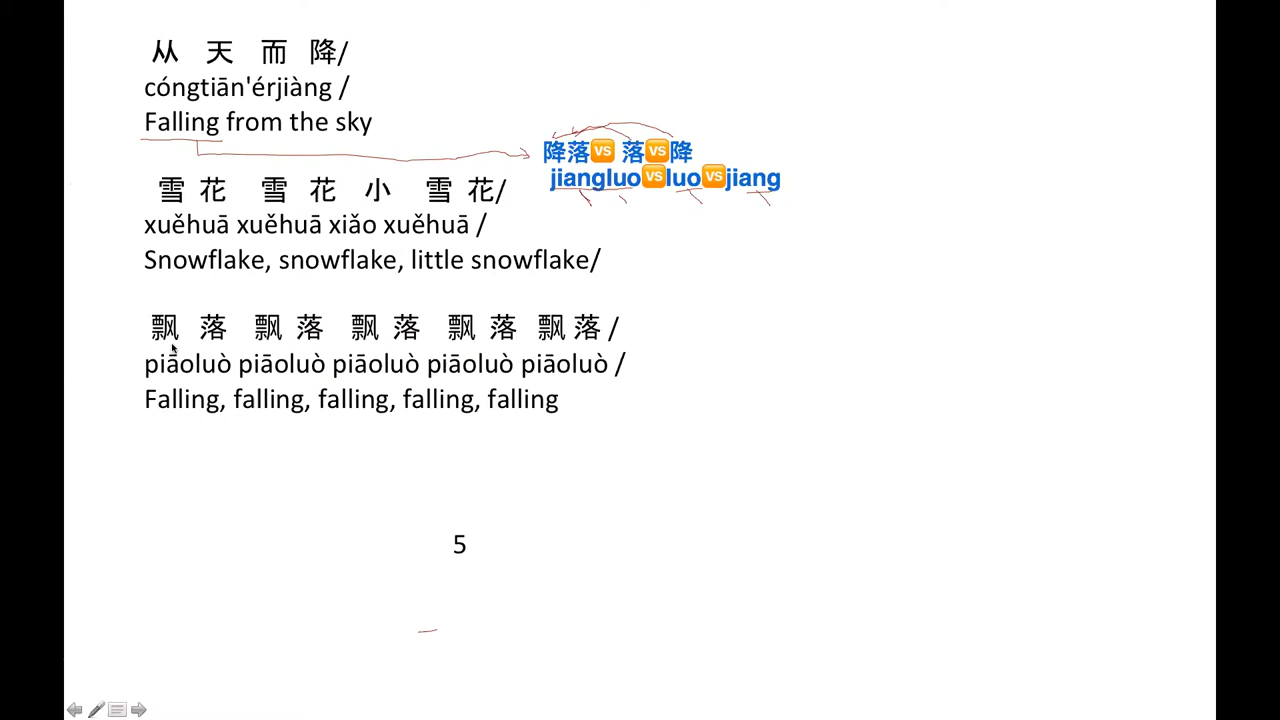 从 天 而 降/
cóngtiān'érjiàng /
Falling from the sky
降落🆚 落🆚降
jiangluo🆚luo🆚jiang
雪 花 雪 花 小 雪 花/
xuěhuā xuěhuā xiǎo xuěhuā /
Snowflake, snowflake, little snowflake/
飘 落 飘 落 飘 落 飘 落 飘 落 /
piāoluò piāoluò piāoluò piāoluò piāoluò /
Falling, falling, falling, falling, falling
5